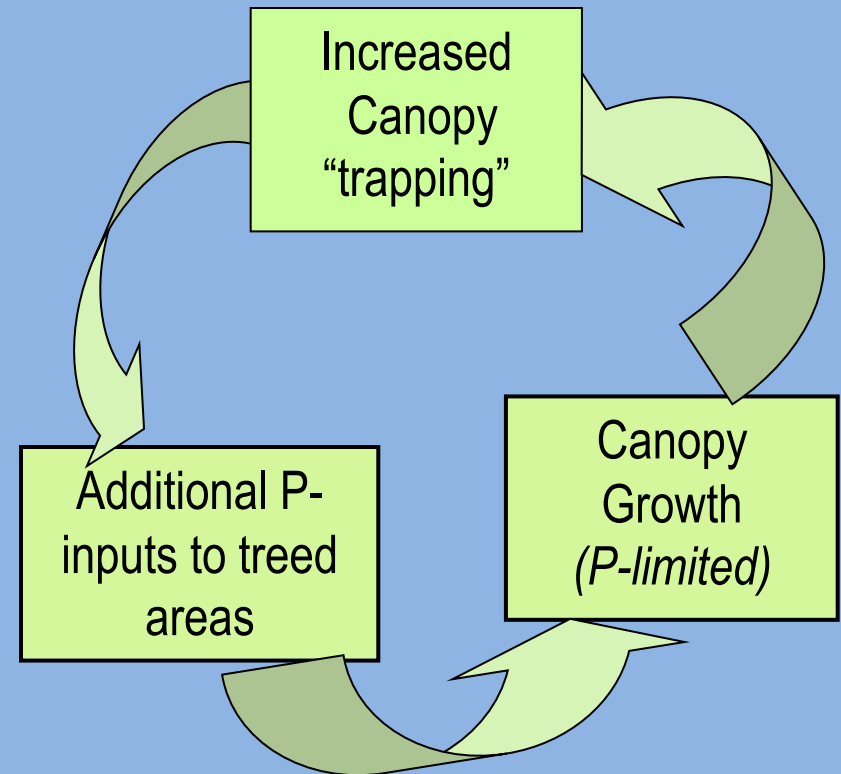 Increased
Canopy
“trapping”
Additional P-
inputs to treed
areas
Canopy
Growth
(P-limited)